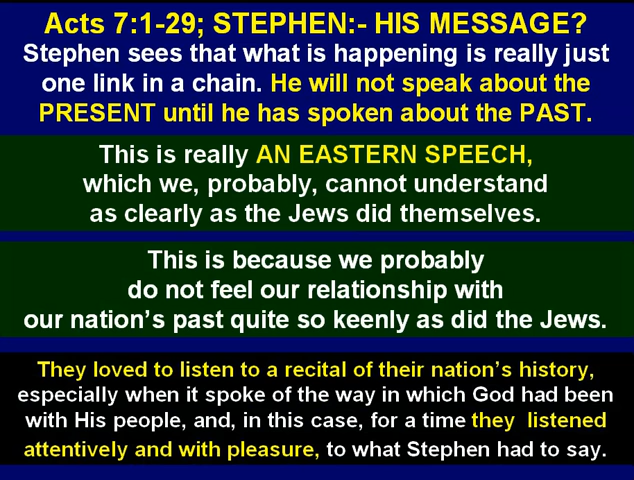 Acts 7:1-29; STEPHEN:- HIS MESSAGE?
Stephen sees that what is happening is really just
one link in a chain. He will not speak about the
PRESENT until he has spoken about the PAST.
This is really AN EASTERN SPEECH,
which we, probably, cannot understand
as clearly as the Jews did themselves.
This is because we probably
do not feel our relationship with
our nation's past quite so keenly as did the Jews.
They loved to listen to a recital of their nation's history,
especially when it spoke of the way in which God had been
with His people, and, in this case, for a time they listened
attentively and with pleasure, to what Stephen had to say.